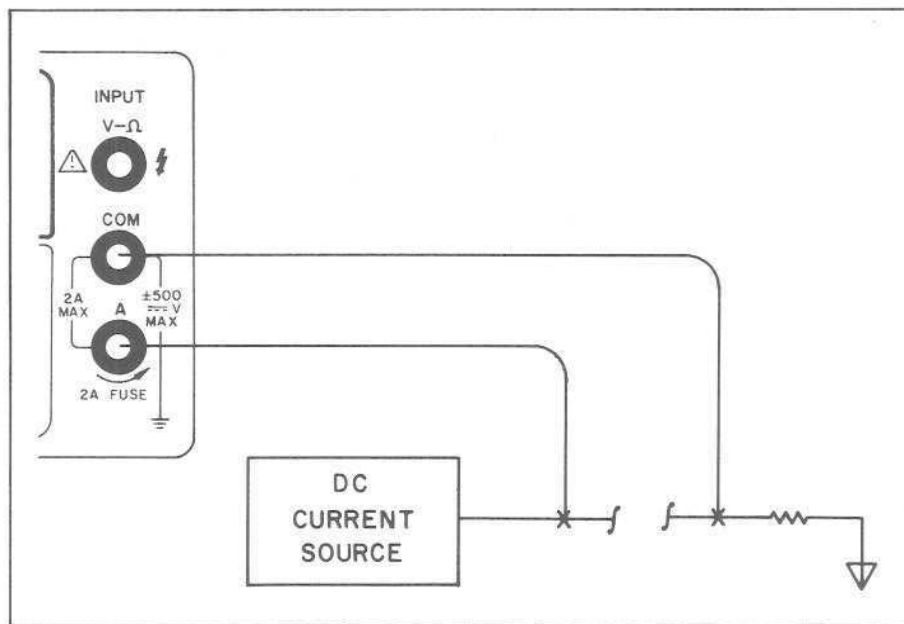 INPUT
V-Ω
COM
2A
MAX
±500
⎓ V
MAX
A
2A FUSE
DC
CURRENT
SOURCE